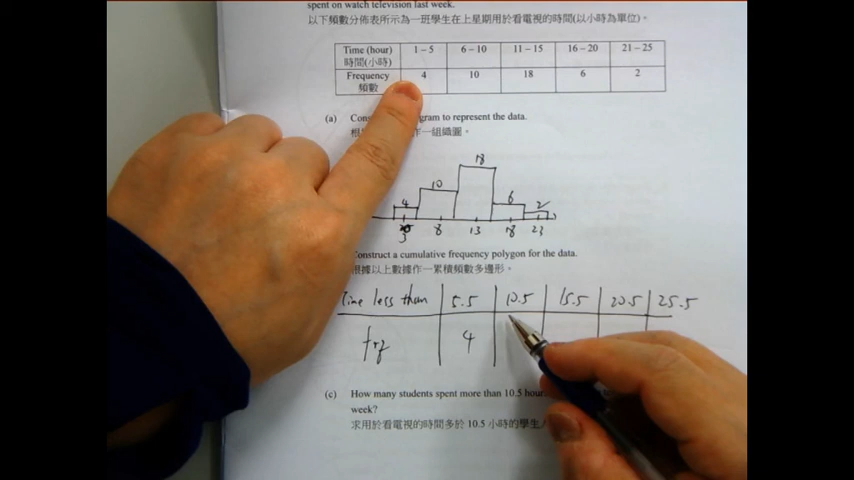 spent on watch television last week.
以下頻數分佈表所示為一班學生在上星期用於看電視的時間(以小時為單位)。
Time (hour) 1 – 5 6 – 10 11 – 15 16 – 20 21 – 25
時間(小時)
Frequency 4 10 18 6 2
頻數
(a) Con gram to represent the data.
根 作一組織圖。
18
10
4 6 2
3 8 13 18 23
Construct a cumulative frequency polygon for the data.
根據以上數據作一累積頻數多邊形。
Time less than 5.5 10.5 15.5 20.5 25.5
frq 4
(c) How many students spent more than 10.5 hour
week?
求用於看電視的時間多於 10.5 小時的學生